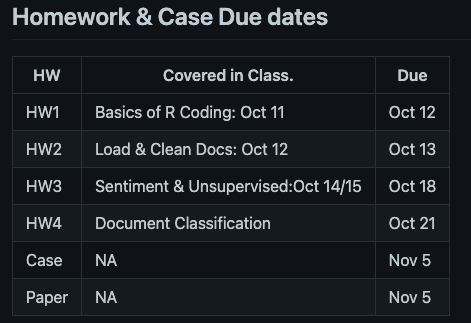 Homework & Case Due dates
HW Covered in Class. Due
HW1 Basics of R Coding: Oct 11 Oct 12
HW2 Load & Clean Docs: Oct 12 Oct 13
HW3 Sentiment & Unsupervised:Oct 14/15 Oct 18
HW4 Document Classification Oct 21
Case NA Nov 5
Paper NA Nov 5